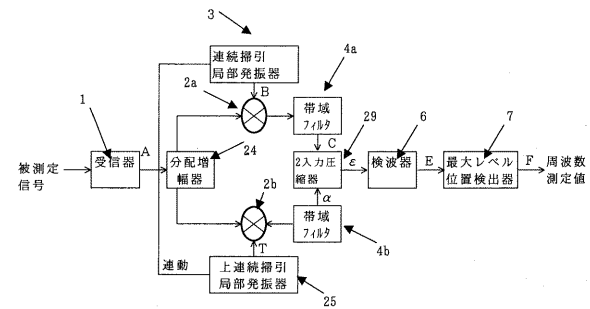 3
連続掃引
局部発振器
4a
2a
B
帯域
フィルタ
1
C
29
6
7
受信器
A
分配増
幅器
24
2入力圧
縮器
ε
検波器
E
最大レベル
位置検出器
F
周波数
測定値
被測定
信号
α
2b
帯域
フィルタ
T
4b
連動
上連続掃引
局部発振器
25